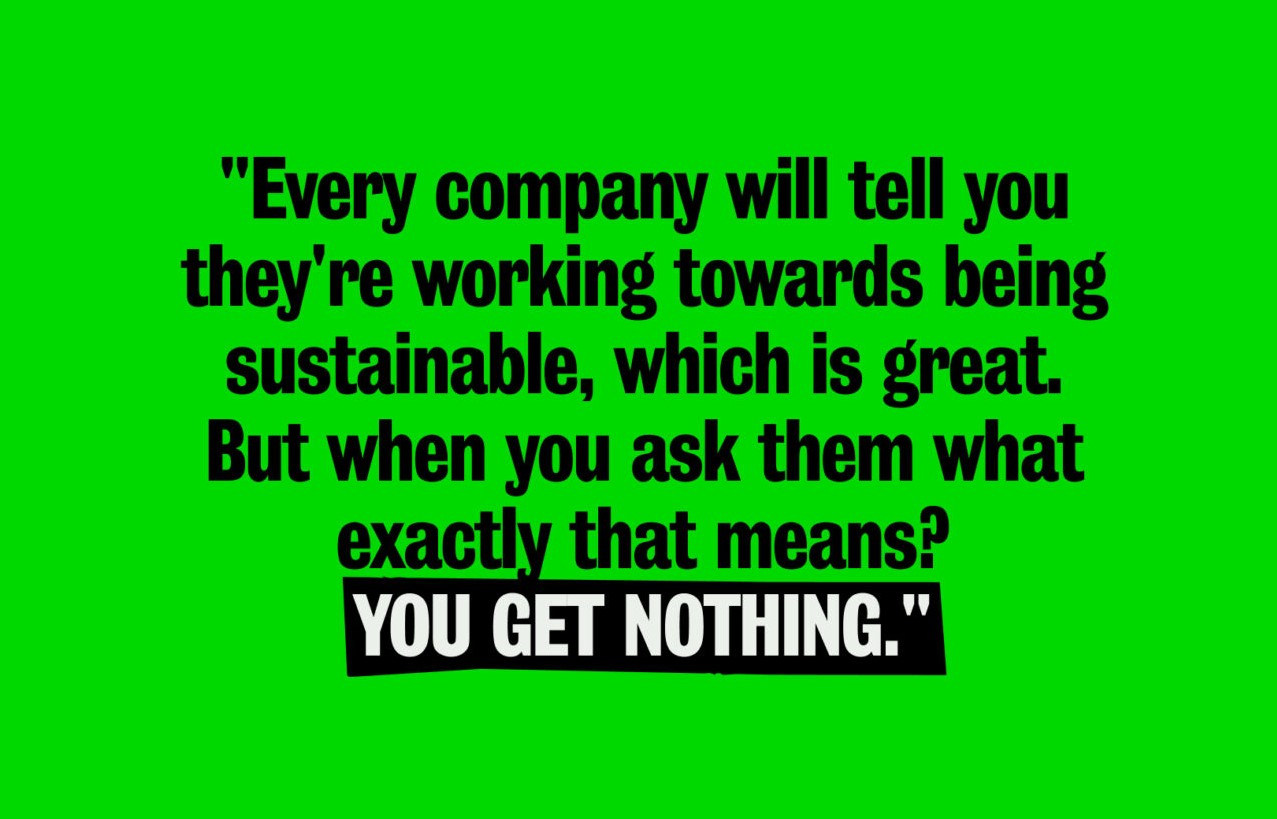 "Every company will tell you
they're working towards being
sustainable, which is great.
But when you ask them what
exactly that means?
YOU GET NOTHING."